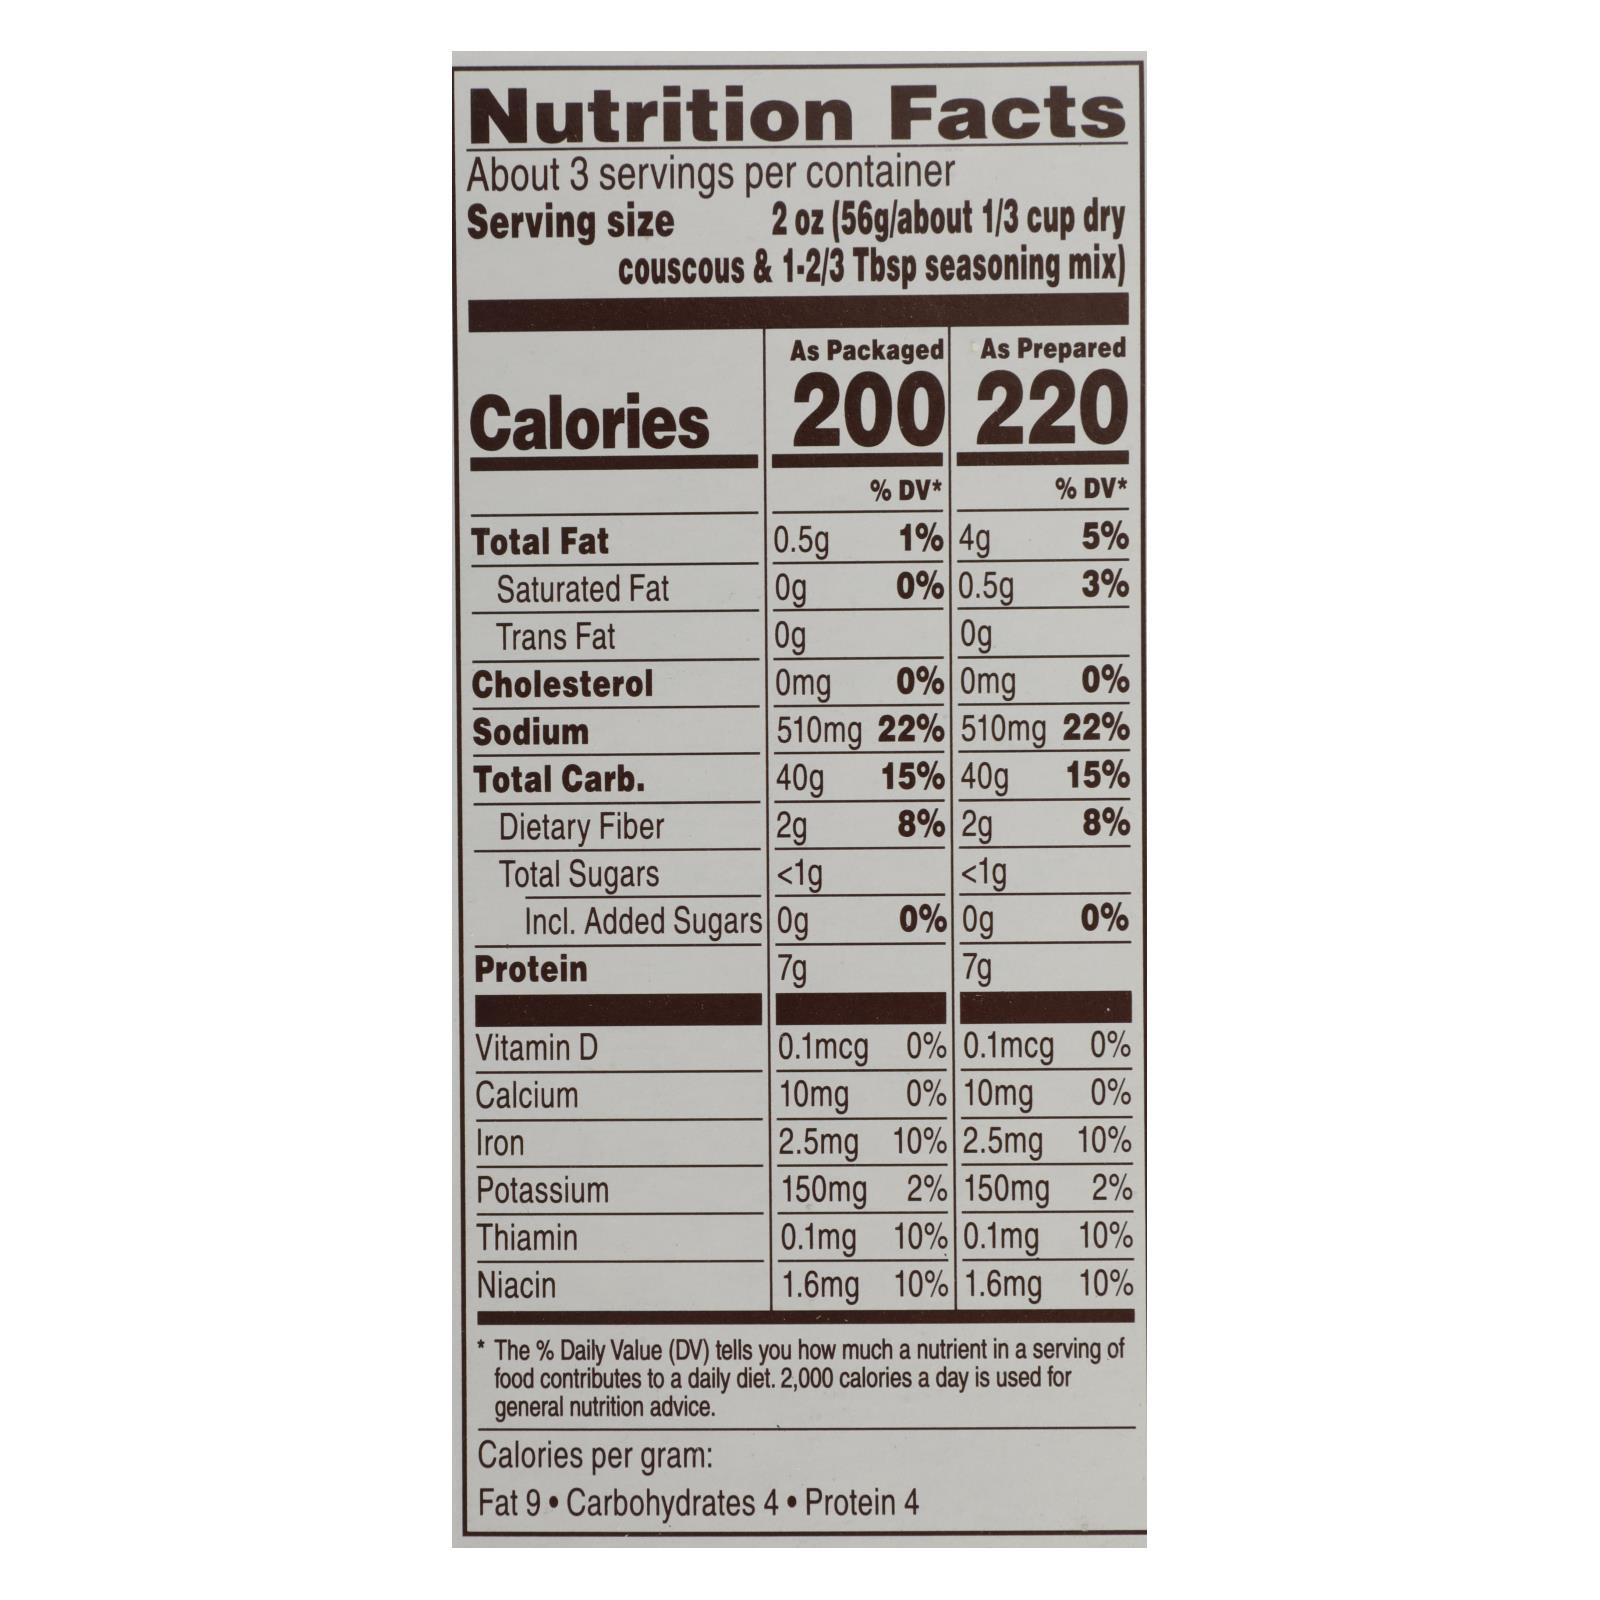 Nutrition Facts
About 3 servings per container
Serving size 2 oz (56g/about 1/3 cup dry
couscous & 1-2/3 Tbsp seasoning mix)
As Packaged As Prepared
Calories 200 220
% DV* % DV*
Total Fat 0.5g 1% 4g 5%
Saturated Fat 0g 0% 0.5g 3%
Trans Fat 0g 0g
Cholesterol 0mg 0% 0mg 0%
Sodium 510mg 22% 510mg 22%
Total Carb. 40g 15% 40g 15%
Dietary Fiber 2g 8% 2g 8%
Total Sugars <1g <1g
Incl. Added Sugars 0g 0% 0g 0%
Protein 7g 7g
Vitamin D 0.1mcg 0% 0.1mcg 0%
Calcium 10mg 0% 10mg 0%
Iron 2.5mg 10% 2.5mg 10%
Potassium 150mg 2% 150mg 2%
Thiamin 0.1mg 10% 0.1mg 10%
Niacin 1.6mg 10% 1.6mg 10%
* The % Daily Value (DV) tells you how much a nutrient in a serving of
food contributes to a daily diet. 2,000 calories a day is used for
general nutrition advice.
Calories per gram:
Fat 9 • Carbohydrates 4 • Protein 4